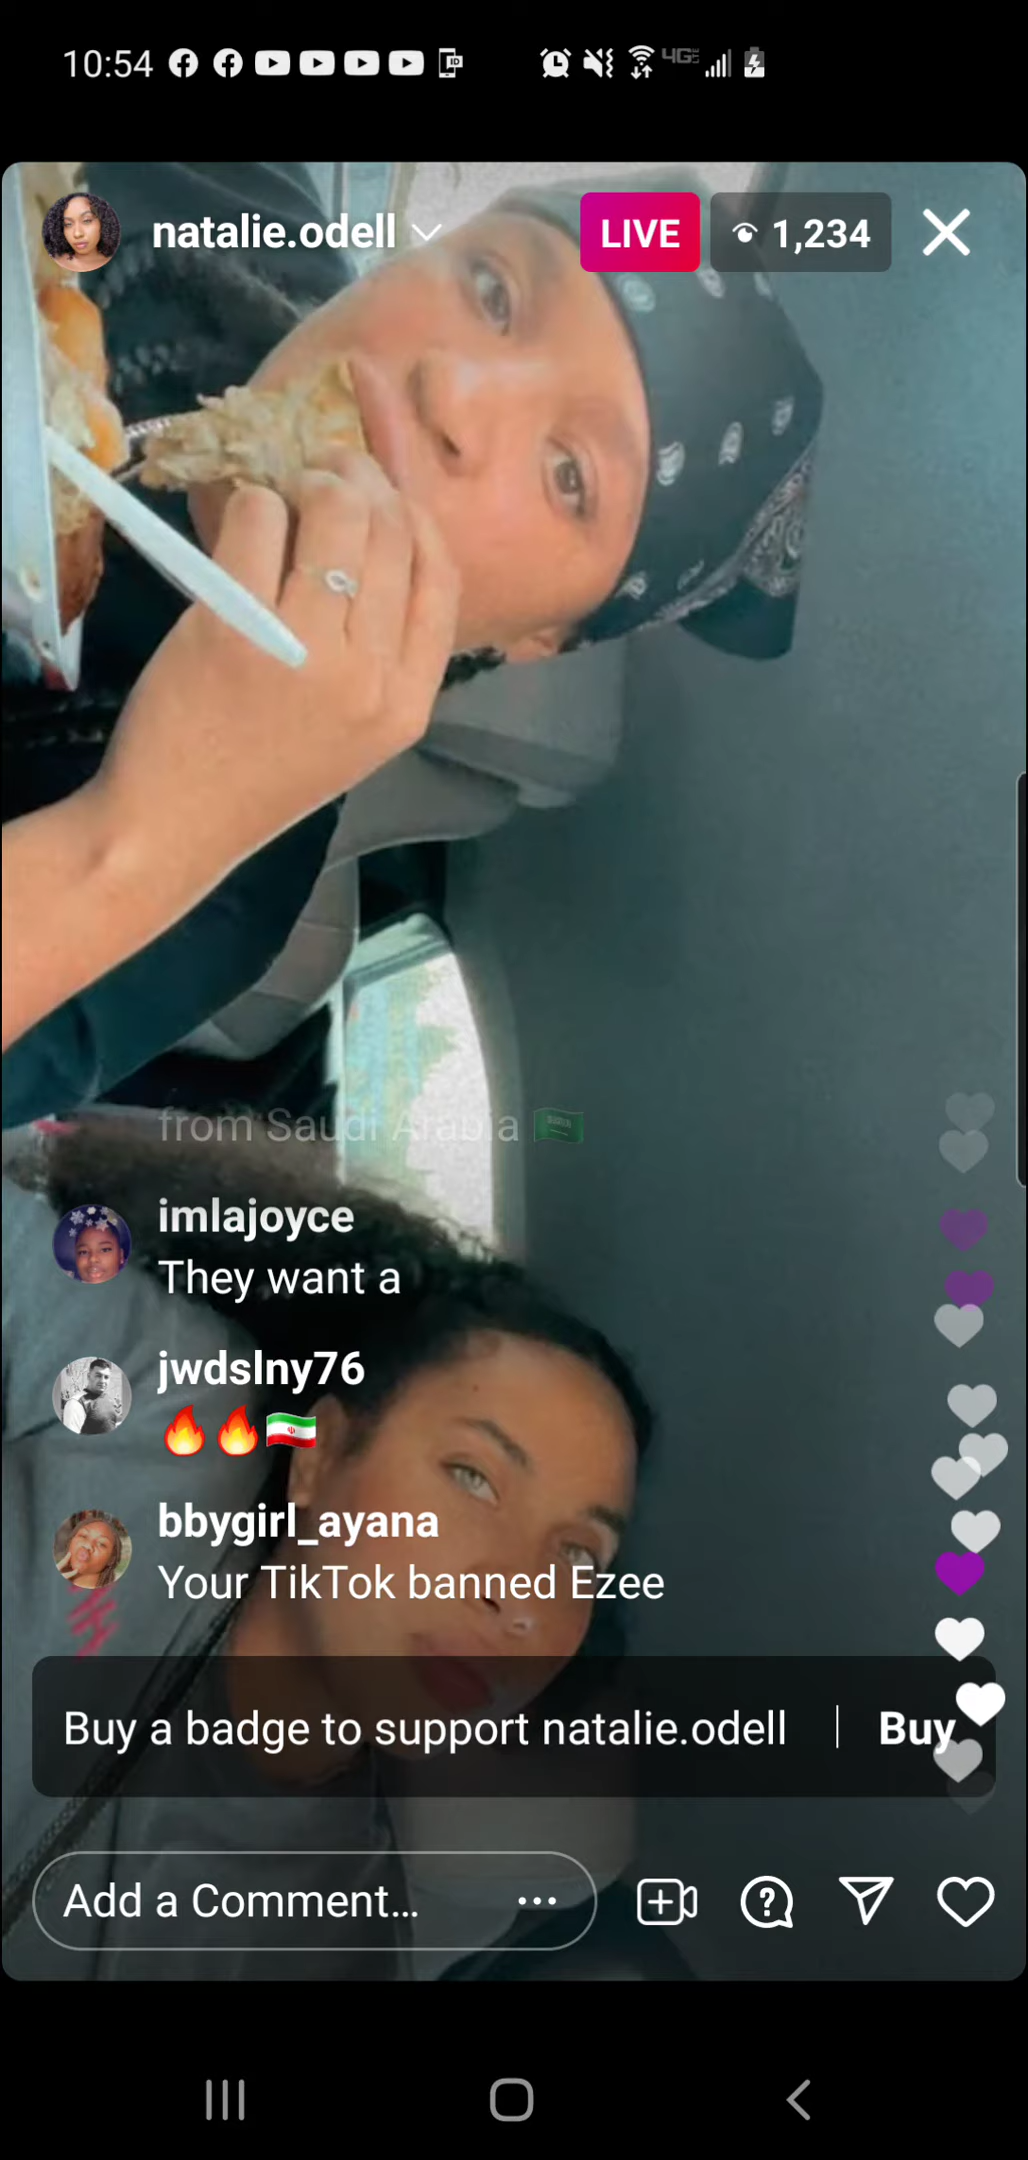 10:54
4G
natalie.odell
LIVE
1,234
from Saudi Arabia 🇸🇦
imlajoyce
They want a
jwdslny76
🔥🔥🇮🇷
bbygirl_ayana
Your TikTok banned Ezee
Buy a badge to support natalie.odell | Buy
Add a Comment...